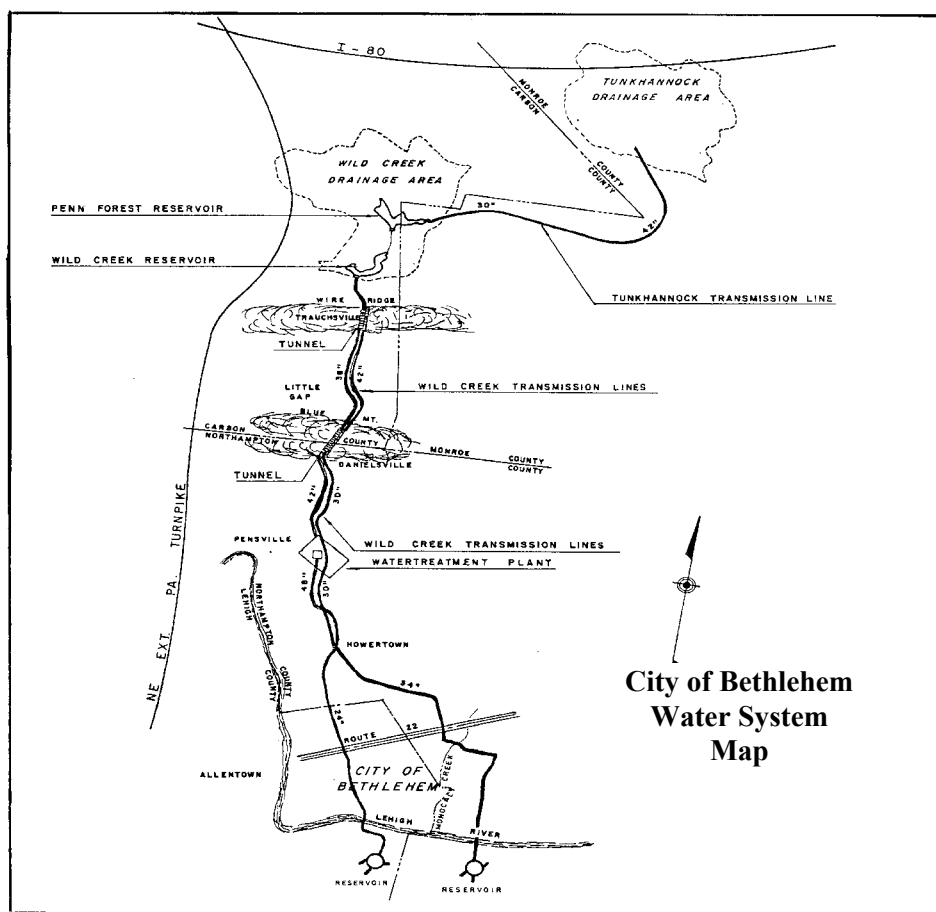 I-80
TUNKHANNOCK
DRAINAGE AREA
MONROE
CARBON
COUNTY
COUNTY
WILD CREEK
DRAINAGE AREA
PENN FOREST RESERVOIR
30"
42"
WILD CREEK RESERVOIR
TUNKHANNOCK TRANSMISSION LINE
WIRE RIDGE
TRAUCHSVILLE
TUNNEL
38"
42"
WILD CREEK TRANSMISSION LINES
LITTLE
GAP
BLUE MT.
CARBON COUNTY
NORTHAMPTON
MONROE COUNTY
COUNTY
DANIELSVILLE
TUNNEL
42"
30"
PENSVILLE
WILD CREEK TRANSMISSION LINES
WATERTREATMENT PLANT
48"
30"
NE EXT PA. TURNPIKE
NORTHAMPTON COUNTY
LEHIGH COUNTY
HOWERTOWN
34"
24"
ROUTE 22
City of Bethlehem
Water System
Map
ALLENTOWN
CITY OF
BETHLEHEM
MONOCACY CREEK
LEHIGH RIVER
RESERVOIR
RESERVOIR